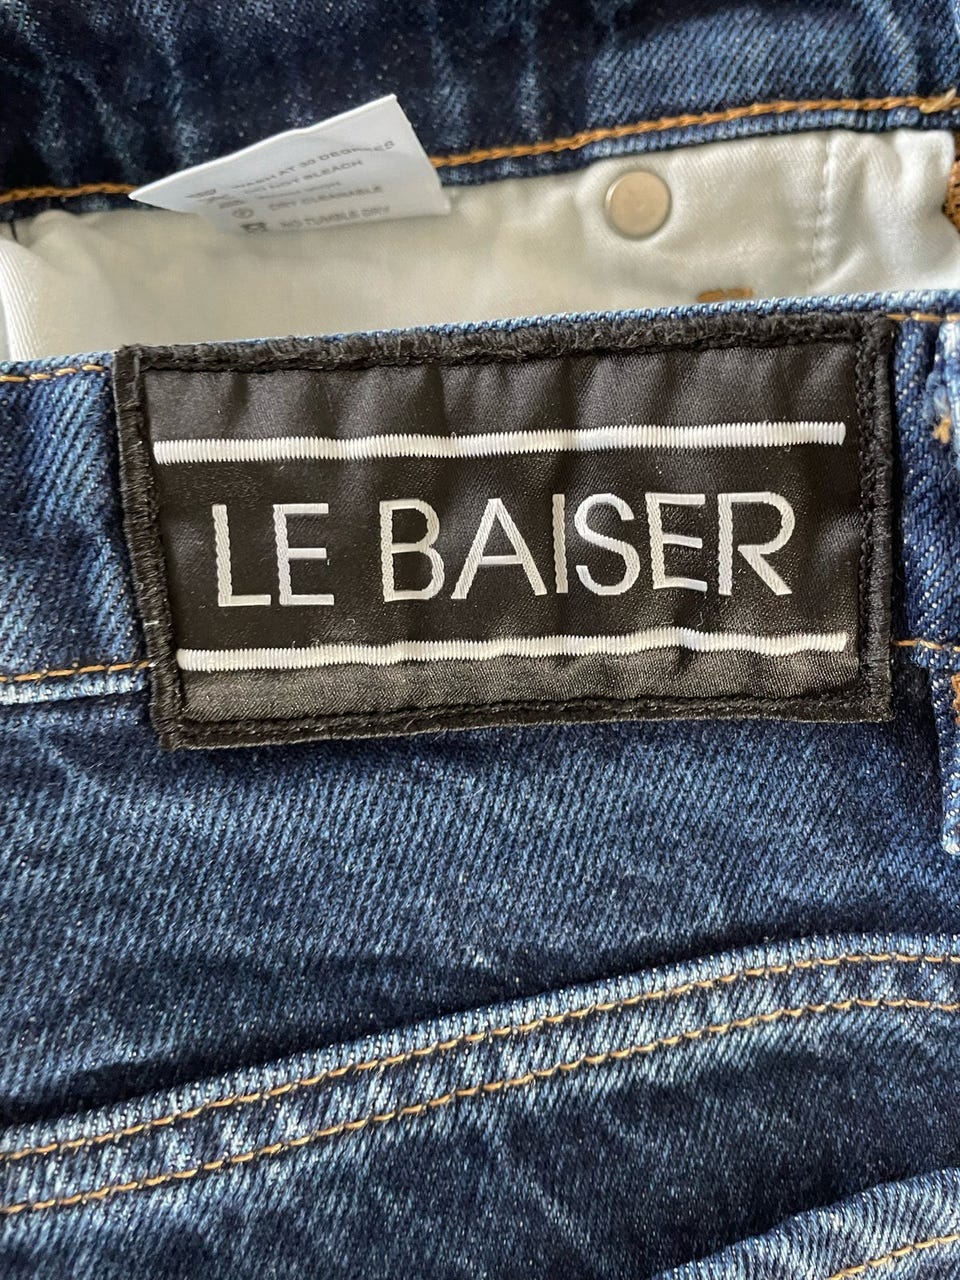 WASH AT 30 DEGREES
DO NOT BLEACH
DRY CLEANABLE
NO TUMBLE DRY
LE BAISER